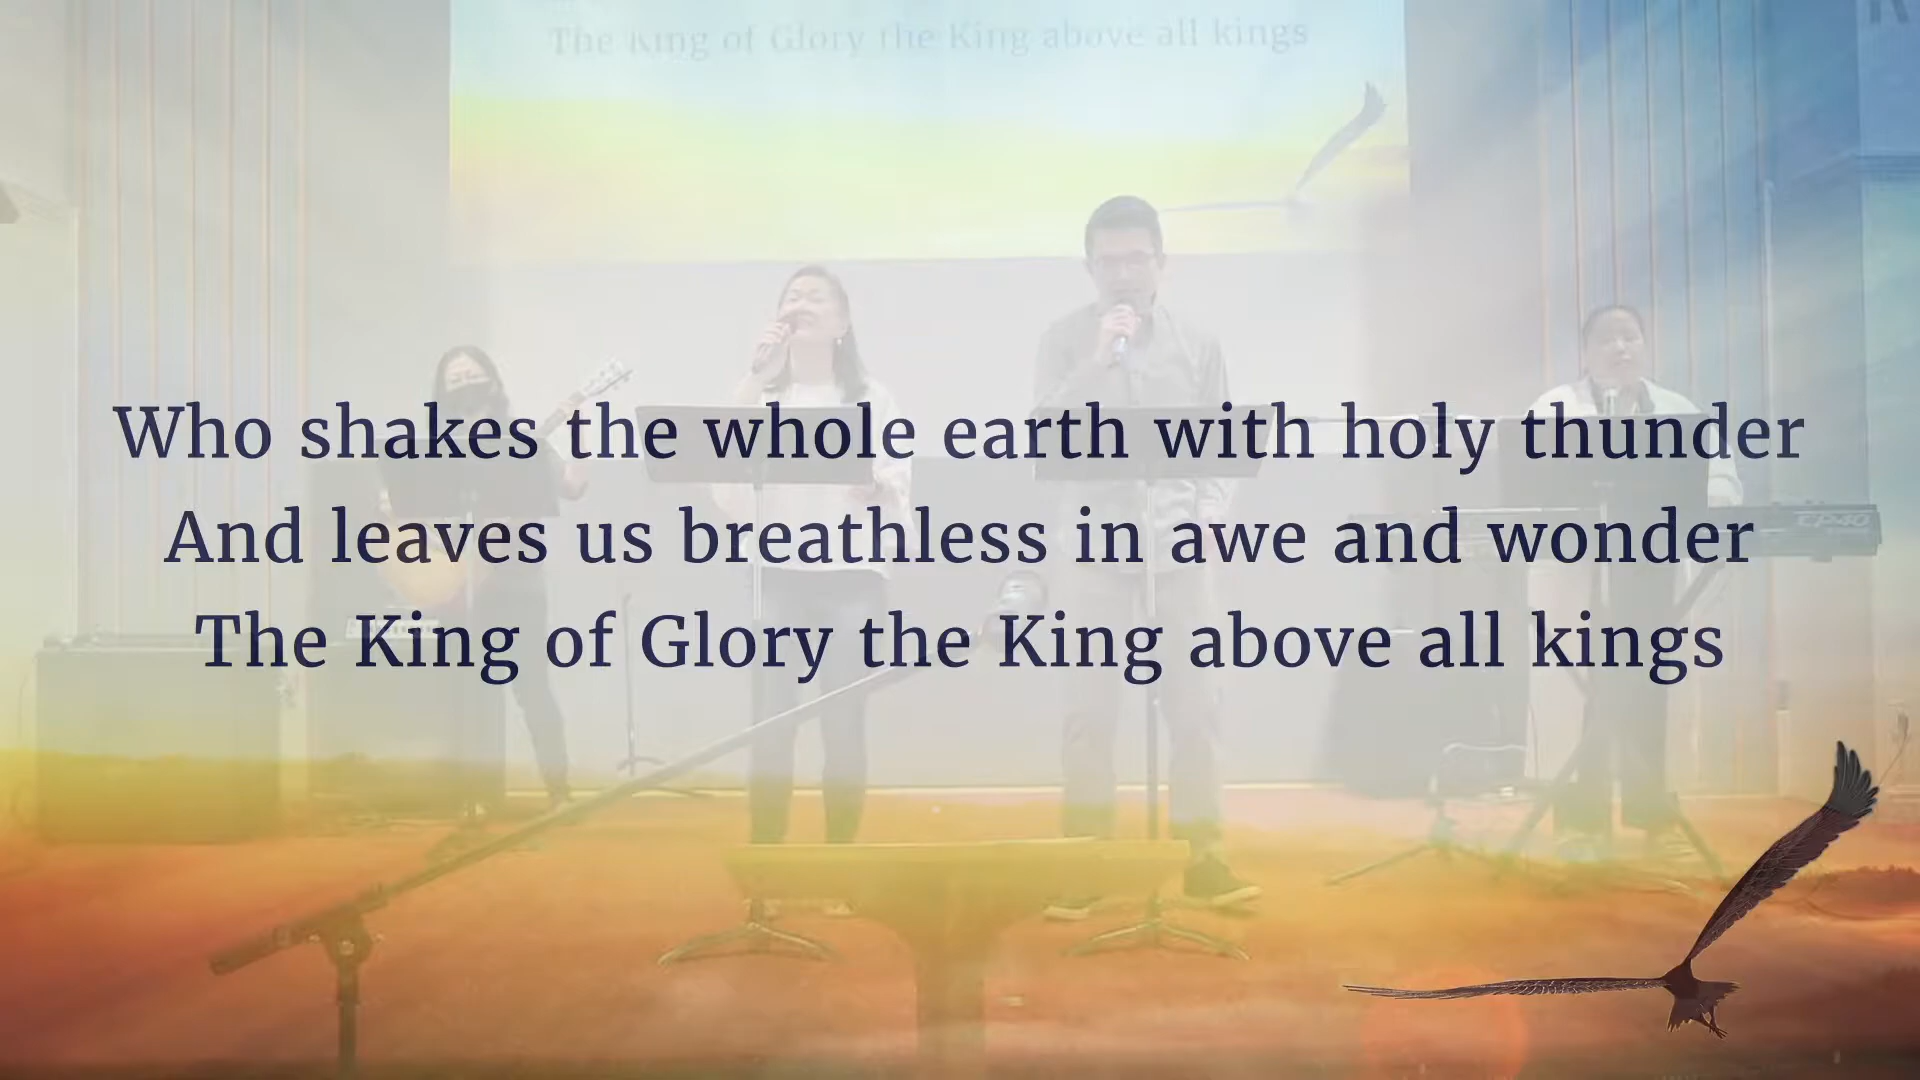 The King of Glory the King above all kings
Who shakes the whole earth with holy thunder
And leaves us breathless in awe and wonder
The King of Glory the King above all kings
CP40